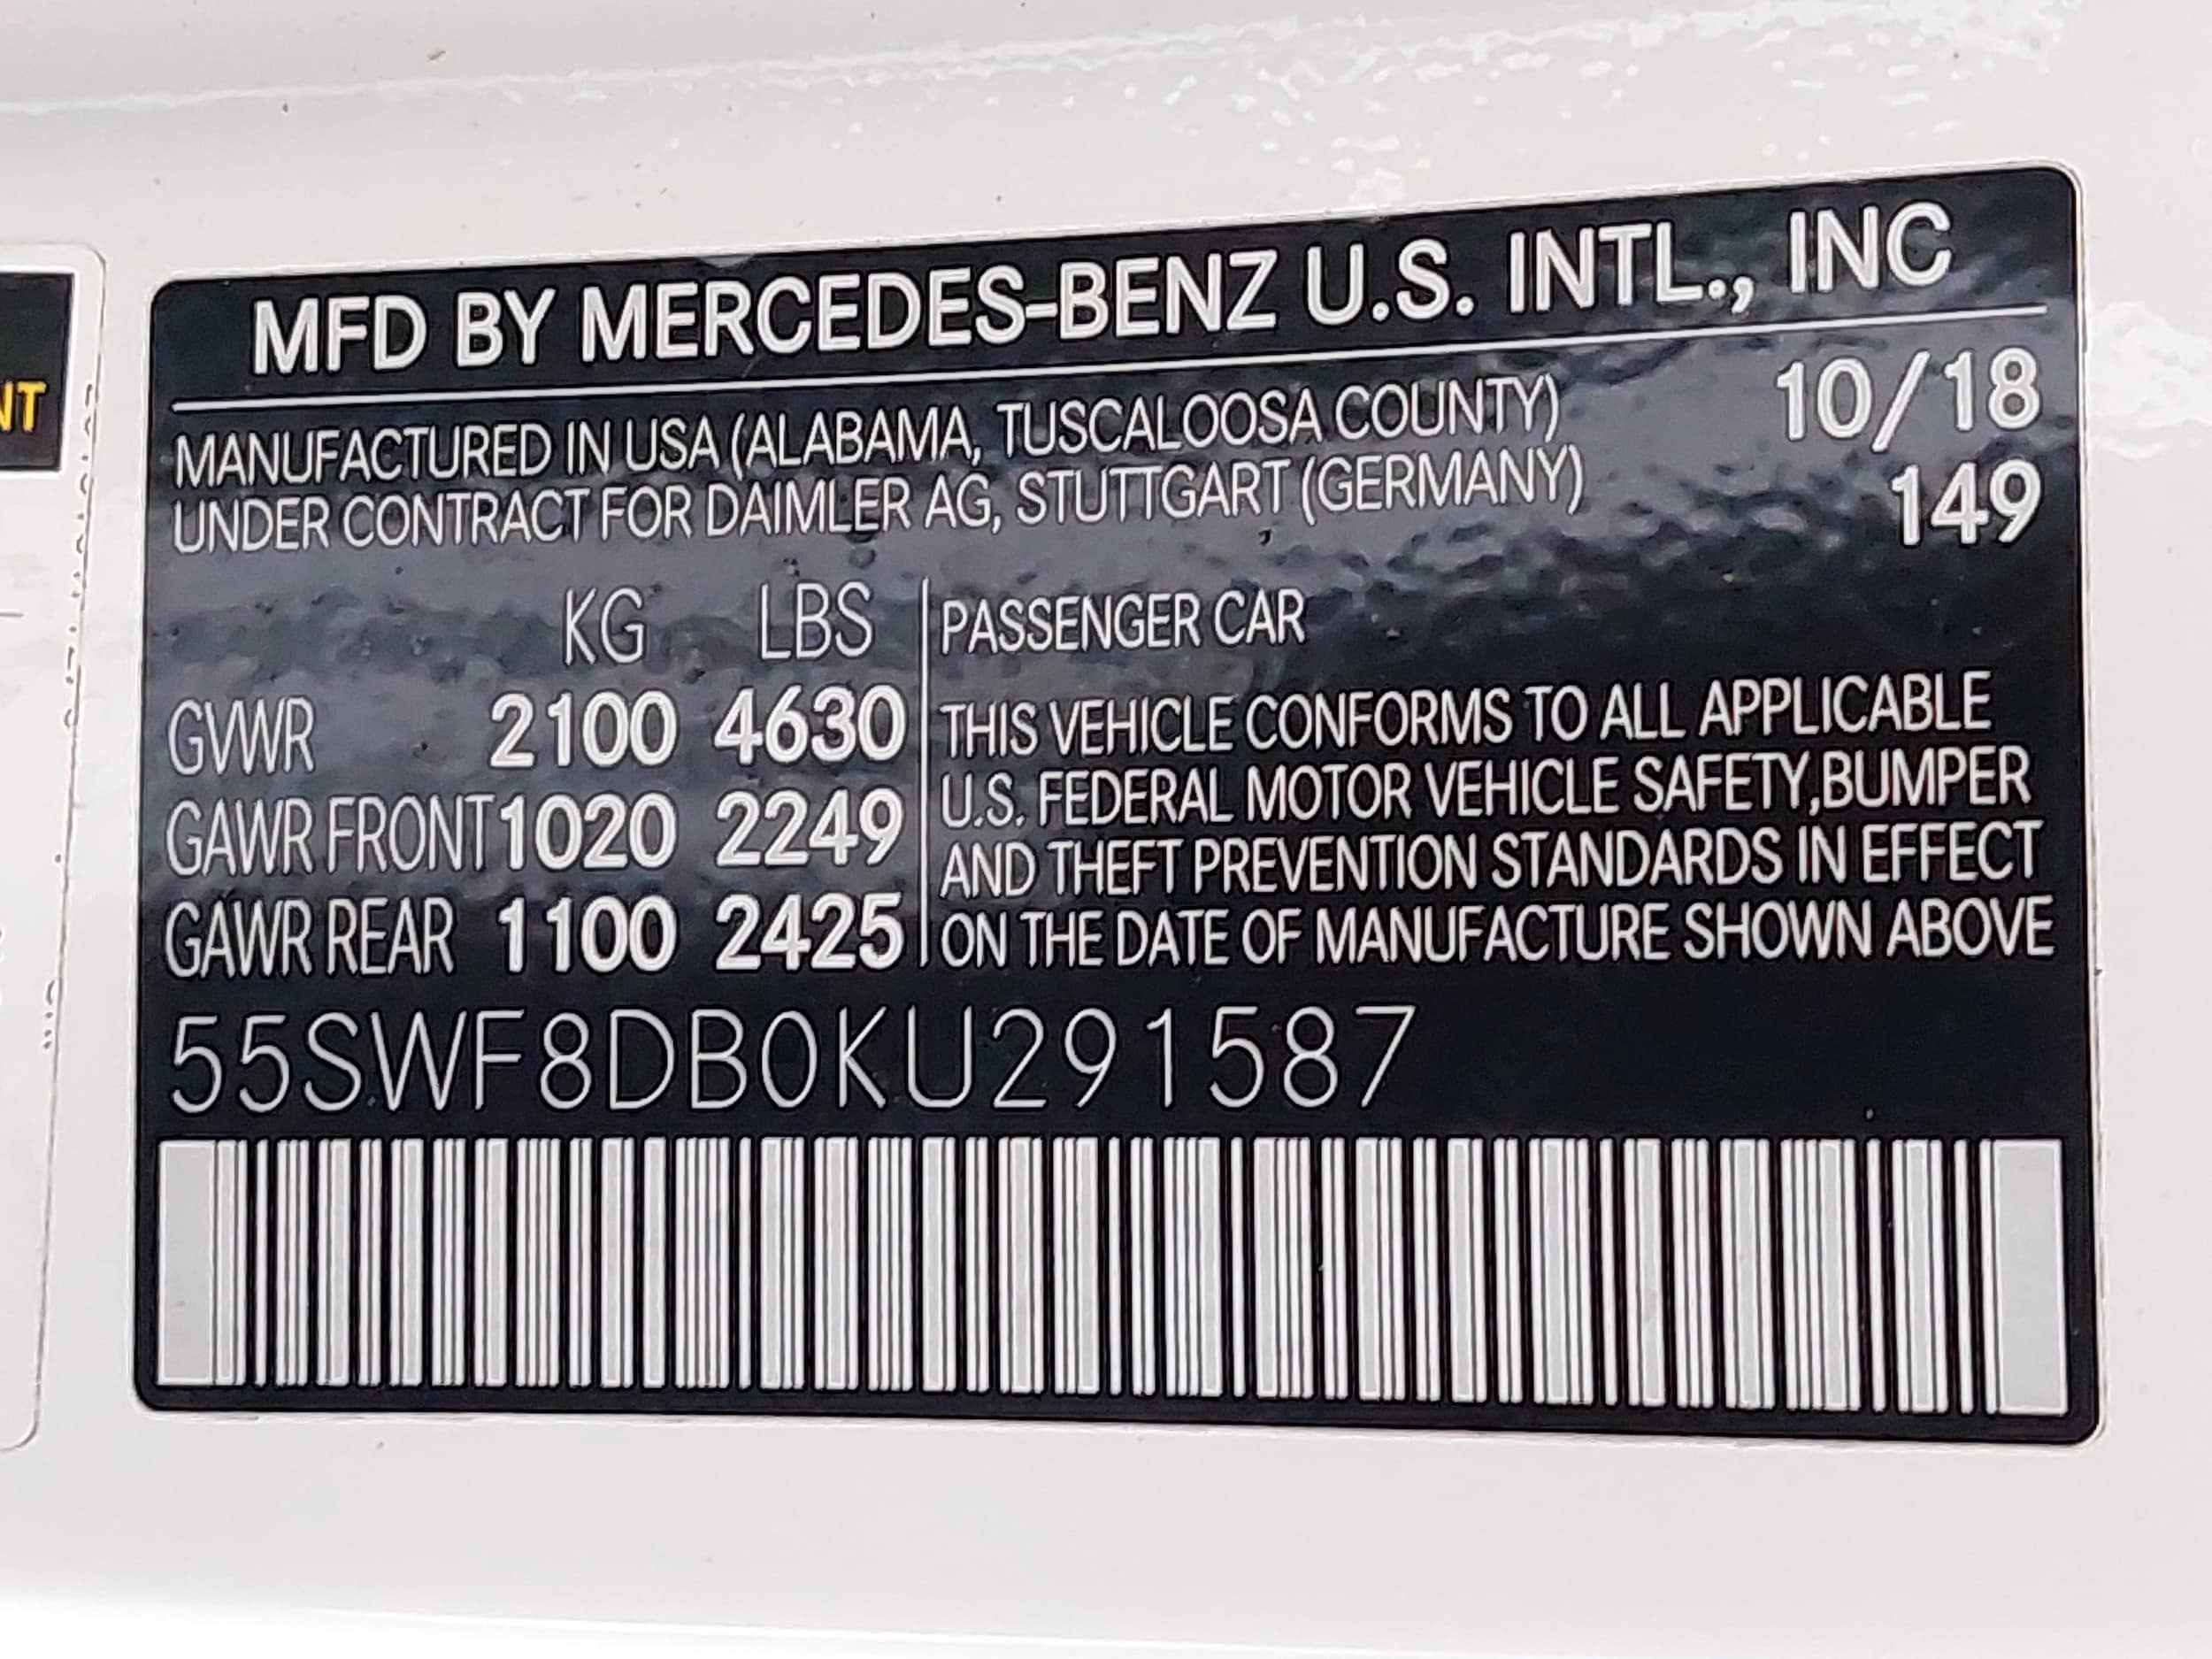 MFD BY MERCEDES-BENZ U.S. INTL., INC
MANUFACTURED IN USA (ALABAMA, TUSCALOOSA COUNTY) 10/18
UNDER CONTRACT FOR DAIMLER AG, STUTTGART (GERMANY) 149
KG LBS PASSENGER CAR
GVWR 2100 4630 THIS VEHICLE CONFORMS TO ALL APPLICABLE
GAWR FRONT 1020 2249 U.S. FEDERAL MOTOR VEHICLE SAFETY,BUMPER
GAWR REAR 1100 2425 AND THEFT PREVENTION STANDARDS IN EFFECT
ON THE DATE OF MANUFACTURE SHOWN ABOVE
55SWF8DB0KU291587
NT